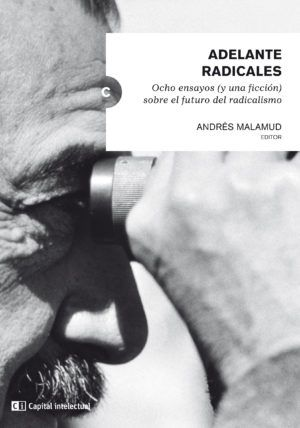 ADELANTE
RADICALES
Ocho ensayos (y una ficción)
sobre el futuro del radicalismo
C
ANDRÉS MALAMUD
EDITOR
Ci Capital intelectual